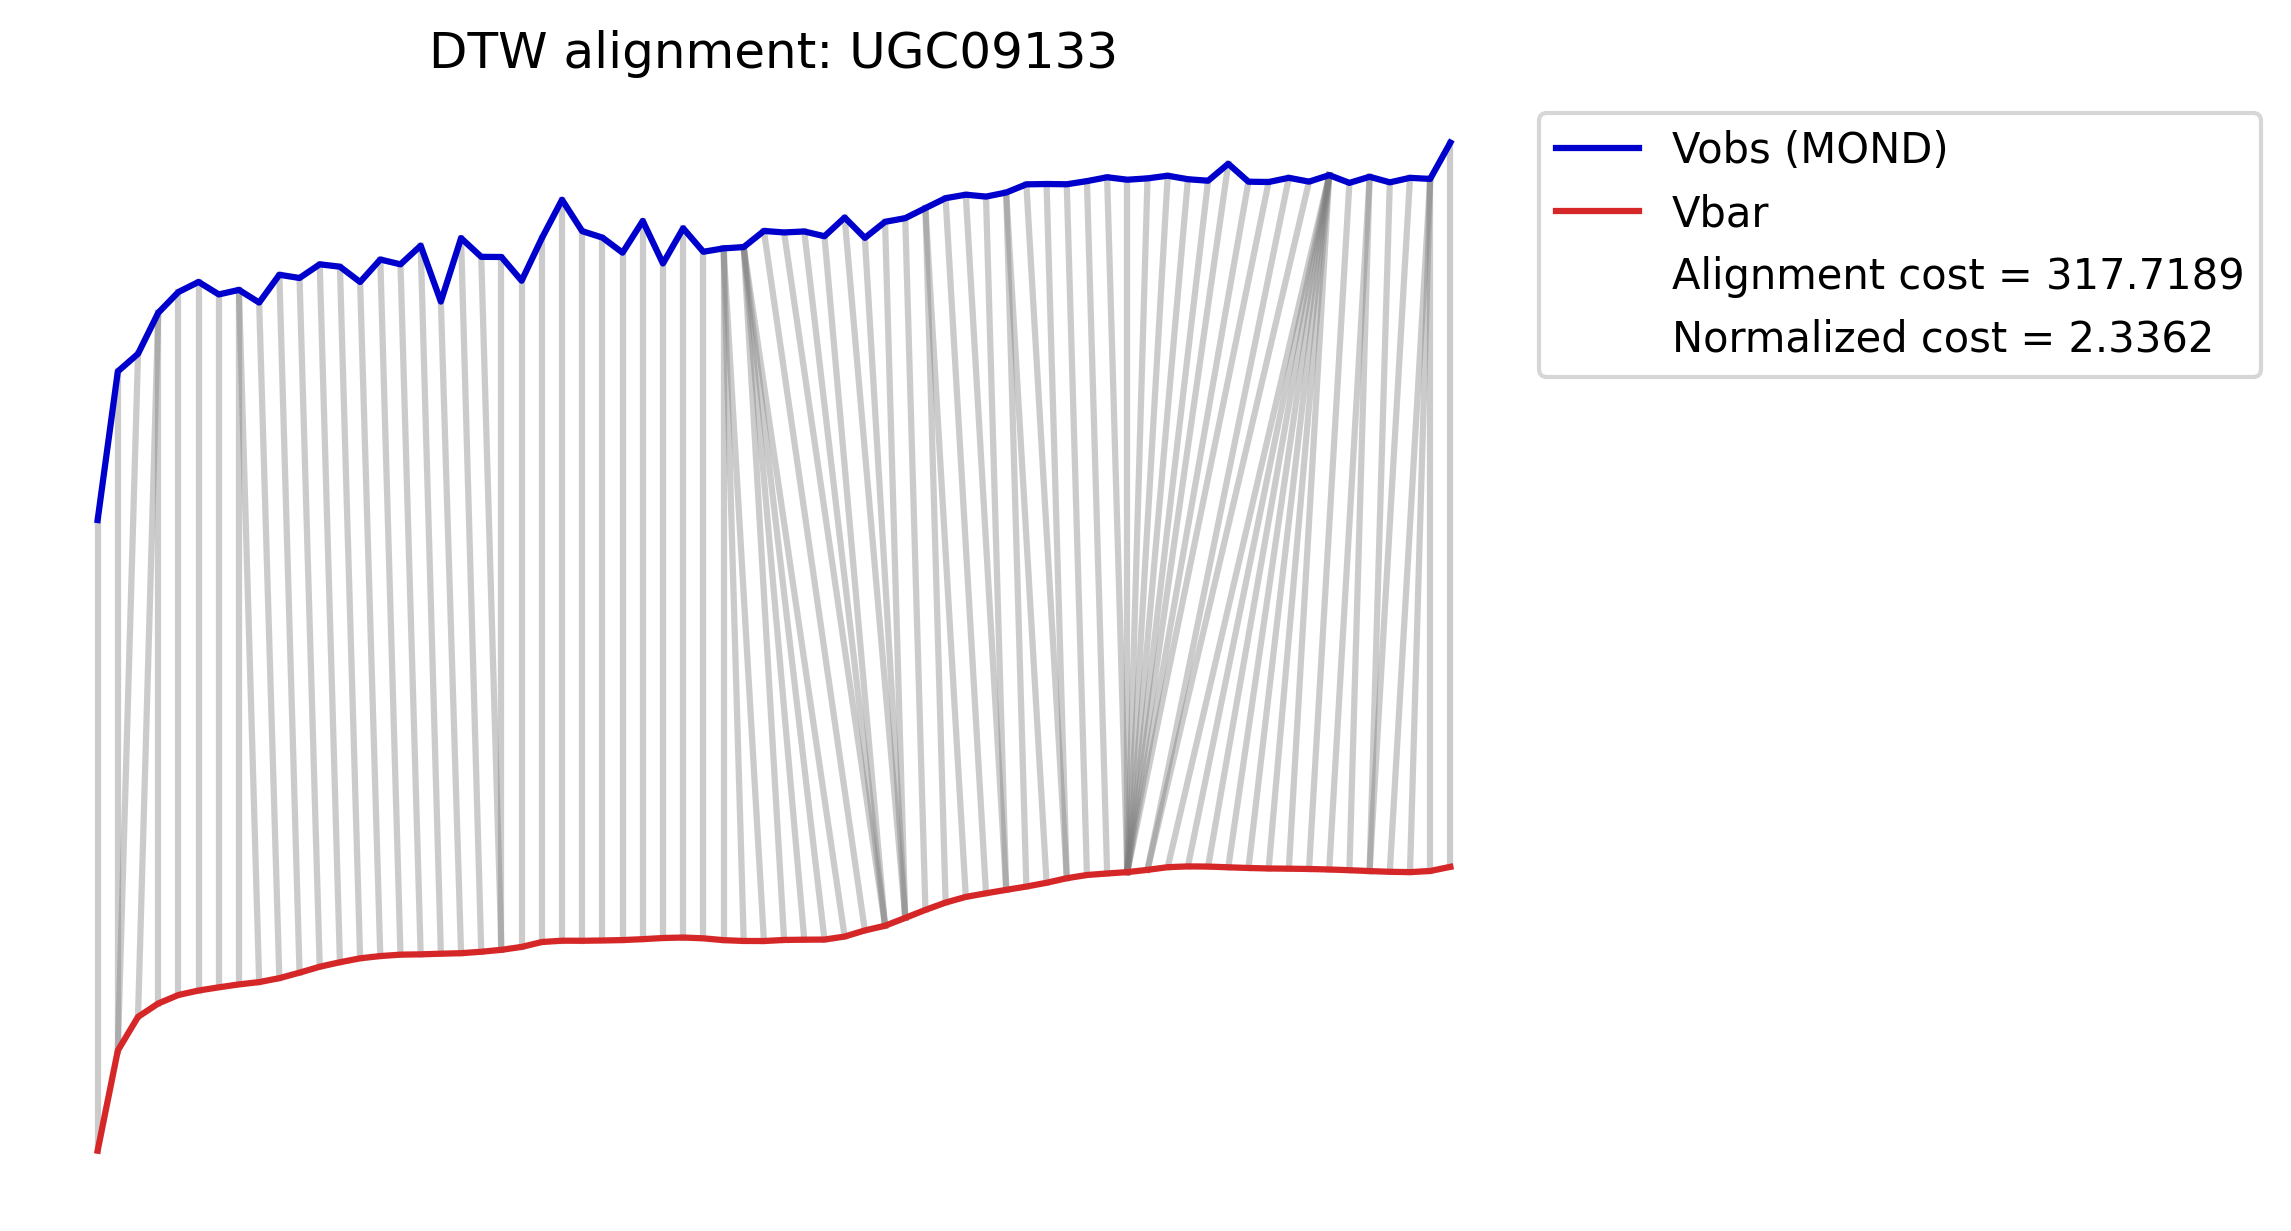 DTW alignment: UGC09133
Vobs (MOND)
Vbar
Alignment cost = 317.7189
Normalized cost = 2.3362